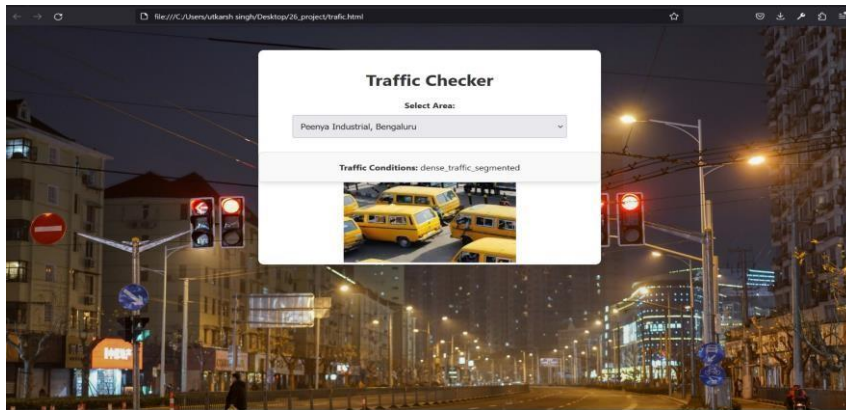 file:///C:/Users/utkarsh singh/Desktop/26_project/trafic.html
Traffic Checker
Select Area:
Peenya Industrial, Bengaluru
Traffic Conditions: dense_traffic_segmented